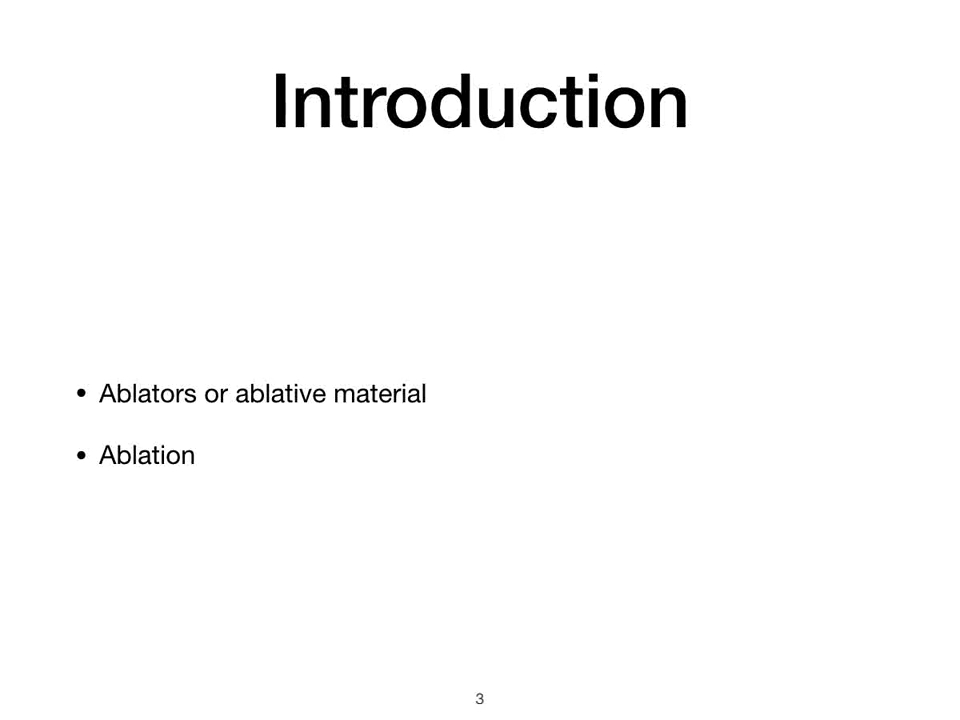 Introduction
• Ablators or ablative material
• Ablation
3